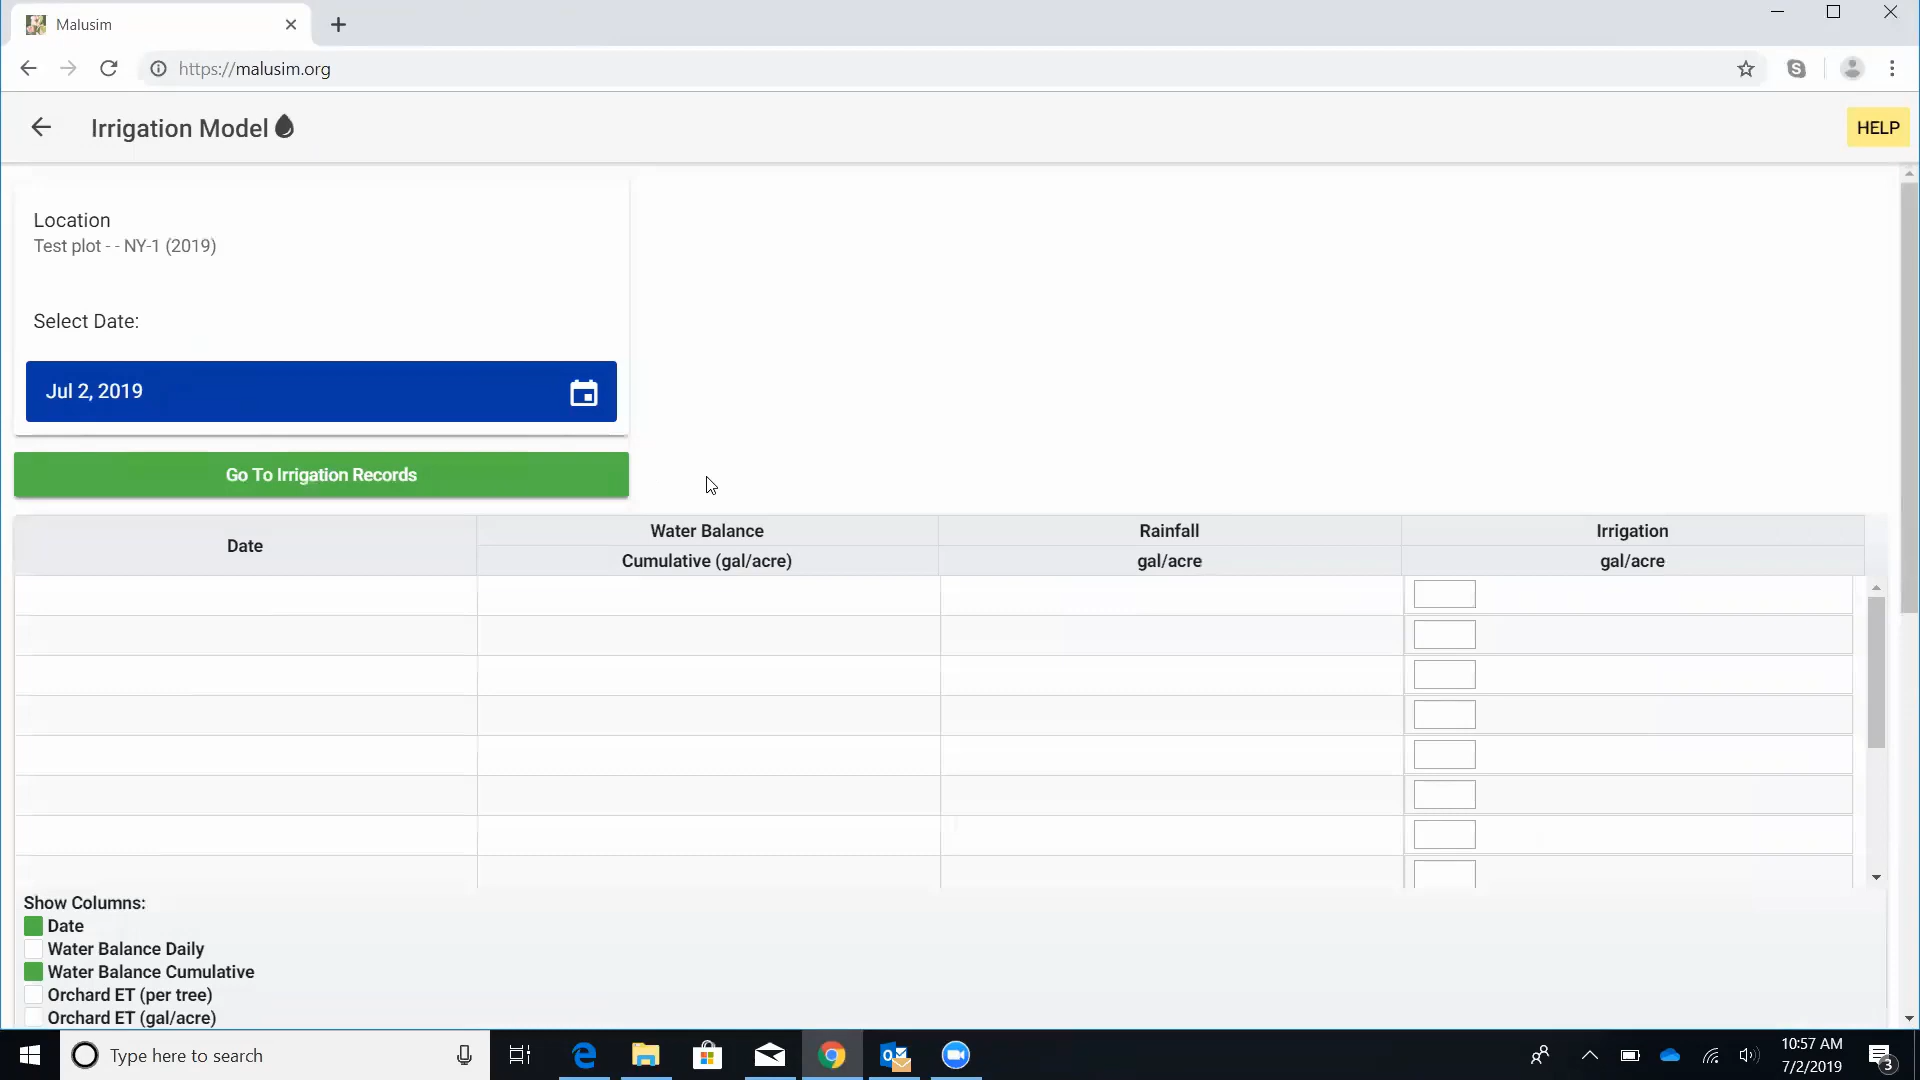 Malusim
https://malusim.org
Irrigation Model
HELP
Location
Test plot - - NY-1 (2019)
Select Date:
Jul 2, 2019
Go To Irrigation Records
Date
Water Balance
Rainfall
Irrigation
Cumulative (gal/acre)
gal/acre
gal/acre
Show Columns:
Date
Water Balance Daily
Water Balance Cumulative
Orchard ET (per tree)
Orchard ET (gal/acre)
Type here to search
10:57 AM
7/2/2019
3